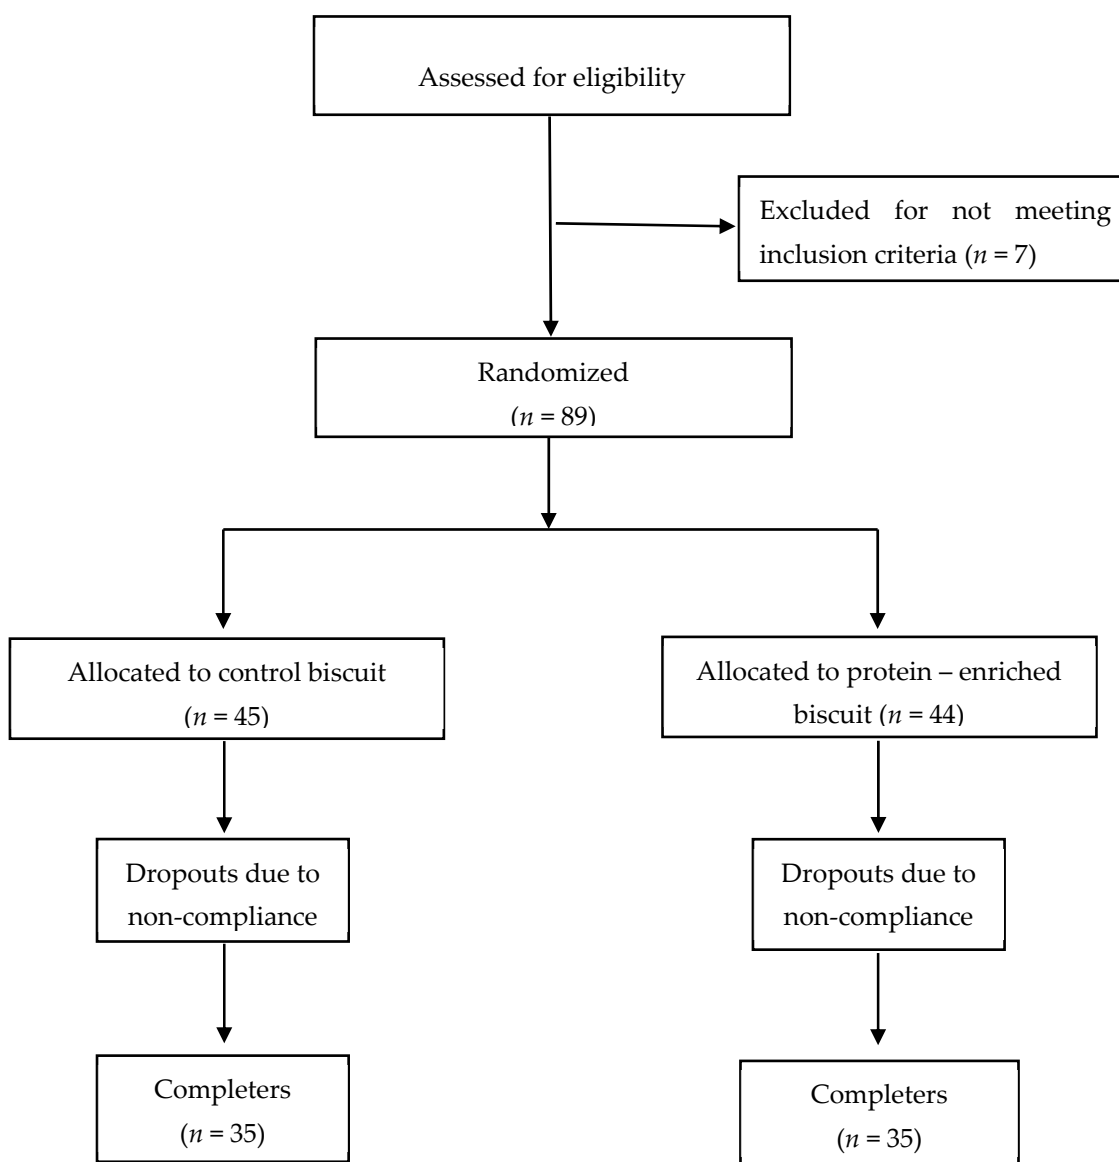 Assessed for eligibility
Excluded for not meeting
inclusion criteria (n = 7)
Randomized
(n = 89)
Allocated to control biscuit
(n = 45)
Allocated to protein – enriched
biscuit (n = 44)
Dropouts due to
non-compliance
Dropouts due to
non-compliance
Completers
(n = 35)
Completers
(n = 35)